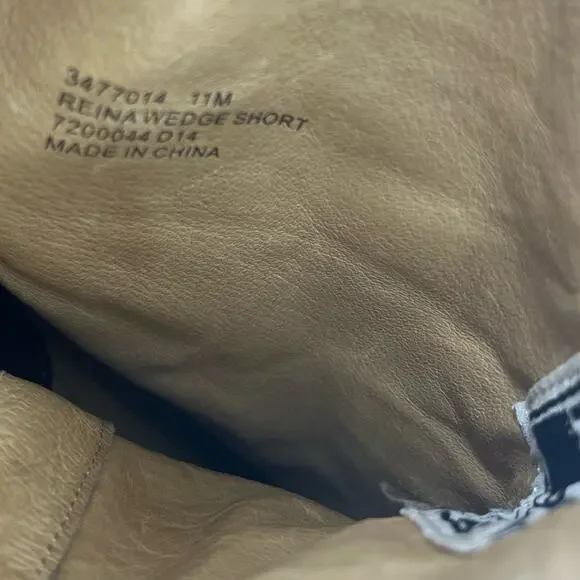 3477014 11M
REINA WEDGE SHORT
7200044 D14
MADE IN CHINA